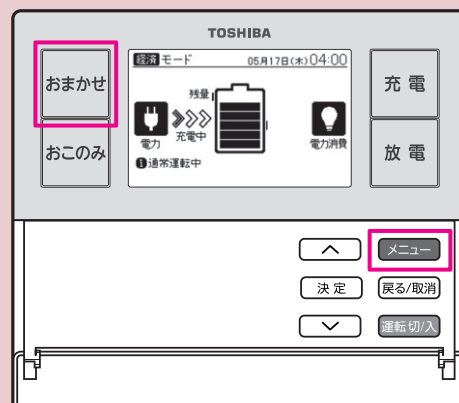 TOSHIBA
おまかせ
おこのみ
経済モード 05月17日(木)04:00
残量
充電中
電力
電力消費
❶通常運転中
充電
放電
メニュー
決定
戻る/取消
運転 切/入